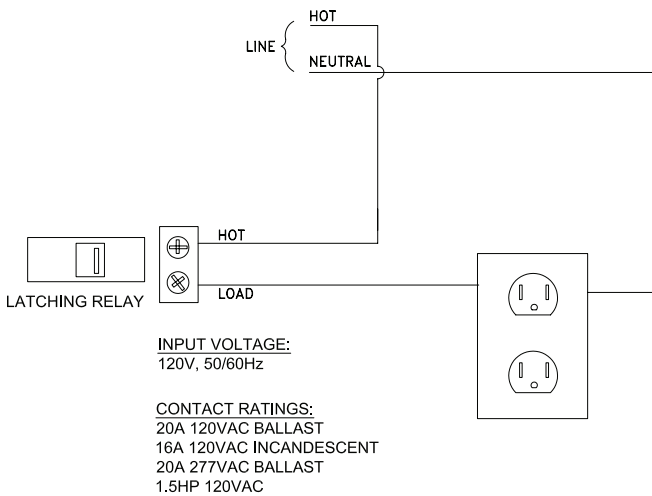 HOT
LINE
NEUTRAL
HOT
LATCHING RELAY
LOAD
INPUT VOLTAGE:
120V, 50/60Hz
CONTACT RATINGS:
20A 120VAC BALLAST
16A 120VAC INCANDESCENT
20A 277VAC BALLAST
1.5HP 120VAC